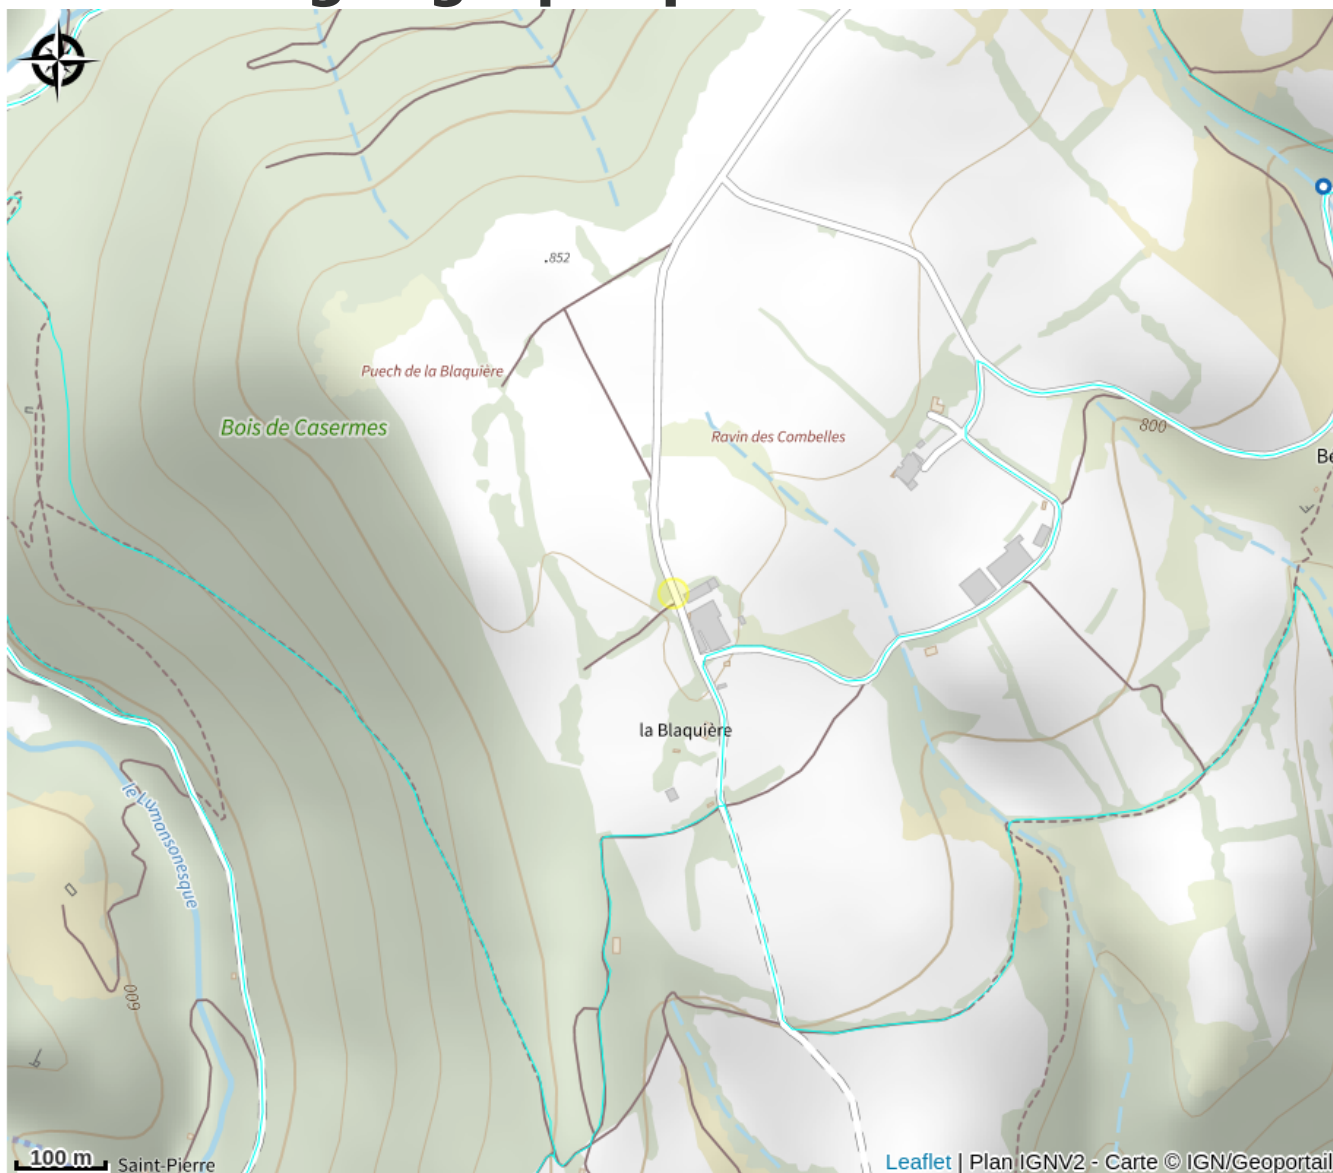 .852
Puech de la Blaquière
Bois de Casermes
Ravin des Combelles
800
Be
la Blaquière
le Lumansonesque
600
100 m
Saint-Pierre
Leaflet | Plan IGNV2 - Carte © IGN/Geoportail